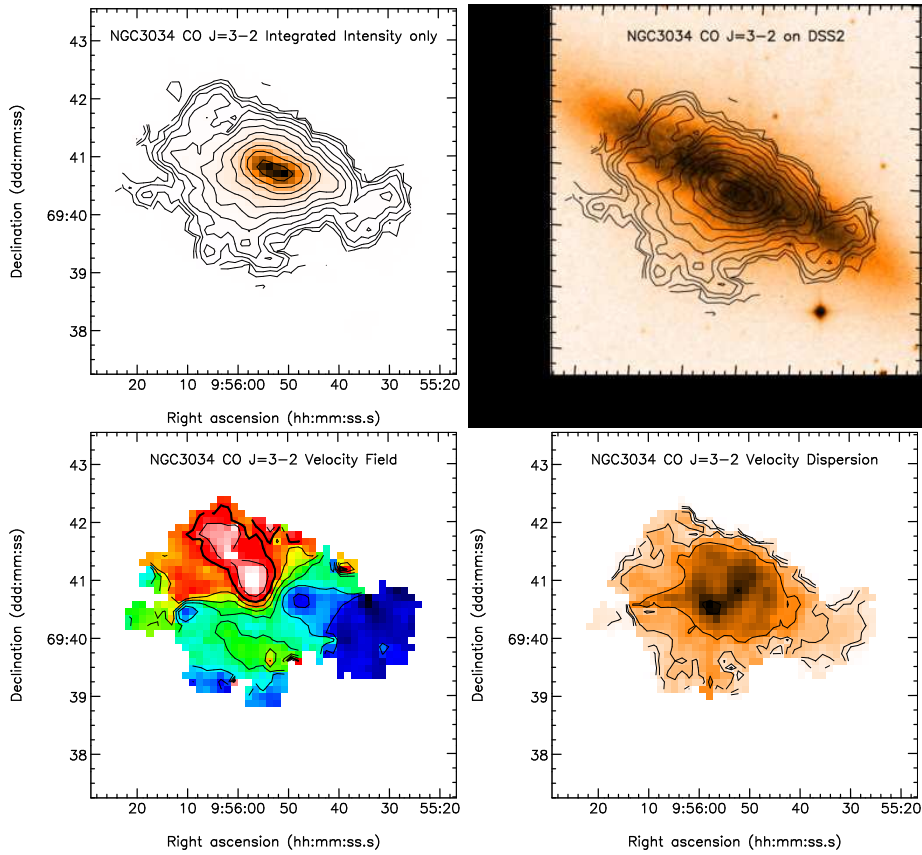 NGC3034 CO J=3-2 Integrated Intensity only
43
42
41
69:40
39
38
Declination (ddd:mm:ss)
20 10 9:56:00 50 40 30 55:20
Right ascension (hh:mm:ss.s)
NGC3034 CO J=3-2 on DSS2
NGC3034 CO J=3-2 Velocity Field
43
42
41
69:40
39
38
Declination (ddd:mm:ss)
20 10 9:56:00 50 40 30 55:20
Right ascension (hh:mm:ss.s)
NGC3034 CO J=3-2 Velocity Dispersion
43
42
41
69:40
39
38
Declination (ddd:mm:ss)
20 10 9:56:00 50 40 30 55:20
Right ascension (hh:mm:ss.s)